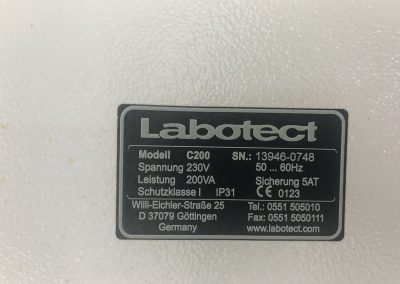 Labotect
Modell C200 SN.: 13946-0748
Spannung 230V 50 ... 60Hz
Leistung 200VA Sicherung 5AT
Schutzklasse I IP31 CE 0123
Willi-Eichler-Straße 25 Tel.: 0551 505010
D 37079 Göttingen Fax: 0551 5050111
Germany www.labotect.com